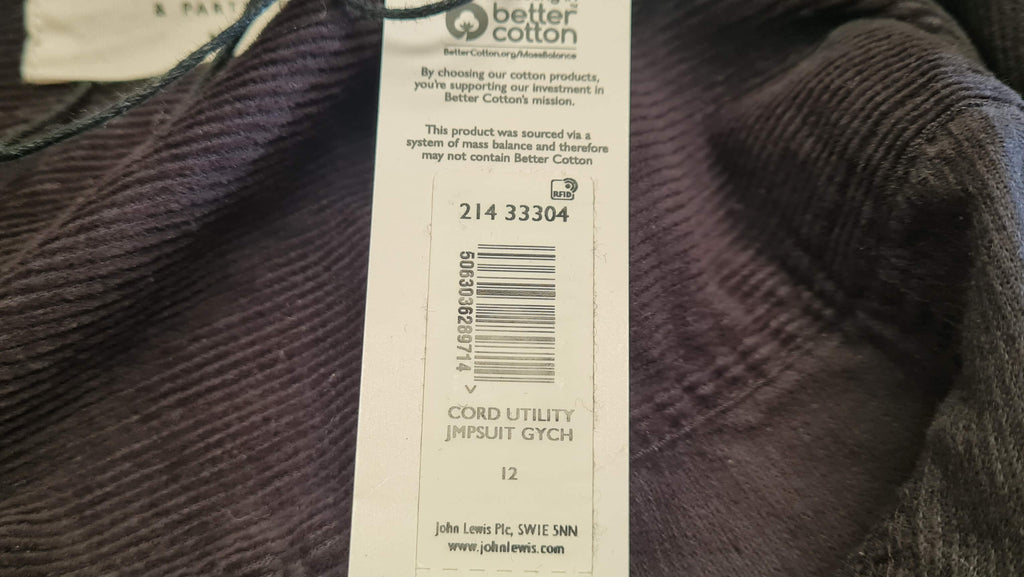 & PART
better
cotton
BetterCotton.org/MassBalance
By choosing our cotton products,
you're supporting our investment in
Better Cotton's mission.
This product was sourced via a
system of mass balance and therefore
may not contain Better Cotton
RFID
214 33304
5063036289714
CORD UTILITY
JMPSUIT GYCH
12
John Lewis Plc, SW1E 5NN
www.johnlewis.com